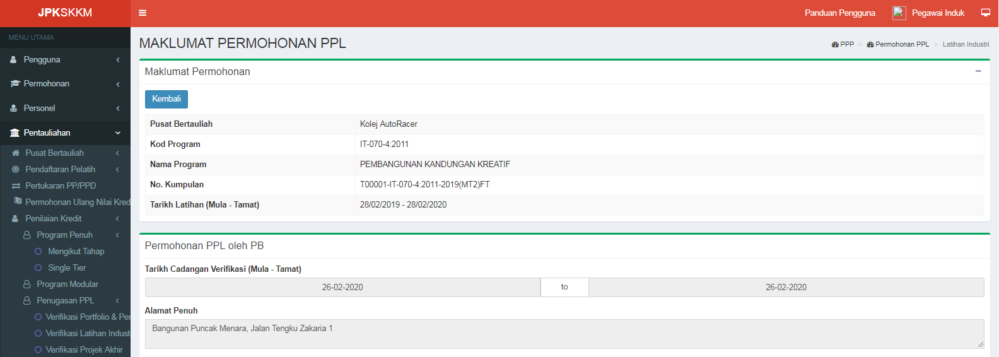 JPKSKKM
Panduan Pengguna
Pegawai Induk
MENU UTAMA
Pengguna
Permohonan
Personel
Pentauliahan
Pusat Bertauliah
Pendaftaran Pelatih
Pertukaran PP/PPD
Permohonan Ulang Nilai Kred
Penilaian Kredit
Program Penuh
Mengikut Tahap
Single Tier
Program Modular
Penugasan PPL
Verifikasi Portfolio & Per
Verifikasi Latihan Indust
Verifikasi Projek Akhir
MAKLUMAT PERMOHONAN PPL
PPP > Permohonan PPL > Latihan Industri
Maklumat Permohonan
Kembali
Pusat Bertauliah Kolej AutoRacer
Kod Program IT-070-4:2011
Nama Program PEMBANGUNAN KANDUNGAN KREATIF
No. Kumpulan T00001-IT-070-4:2011-2019(MT2)FT
Tarikh Latihan (Mula - Tamat) 28/02/2019 - 28/02/2020
Permohonan PPL oleh PB
Tarikh Cadangan Verifikasi (Mula - Tamat)
26-02-2020 to 26-02-2020
Alamat Penuh
Bangunan Puncak Menara, Jalan Tengku Zakaria 1